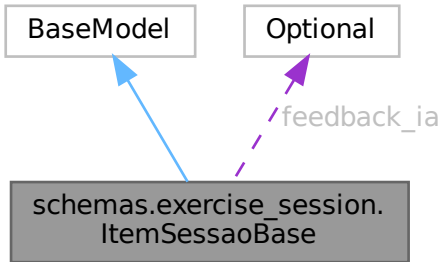 BaseModel
Optional
feedback_ia
schemas.exercise_session.
ItemSessaoBase